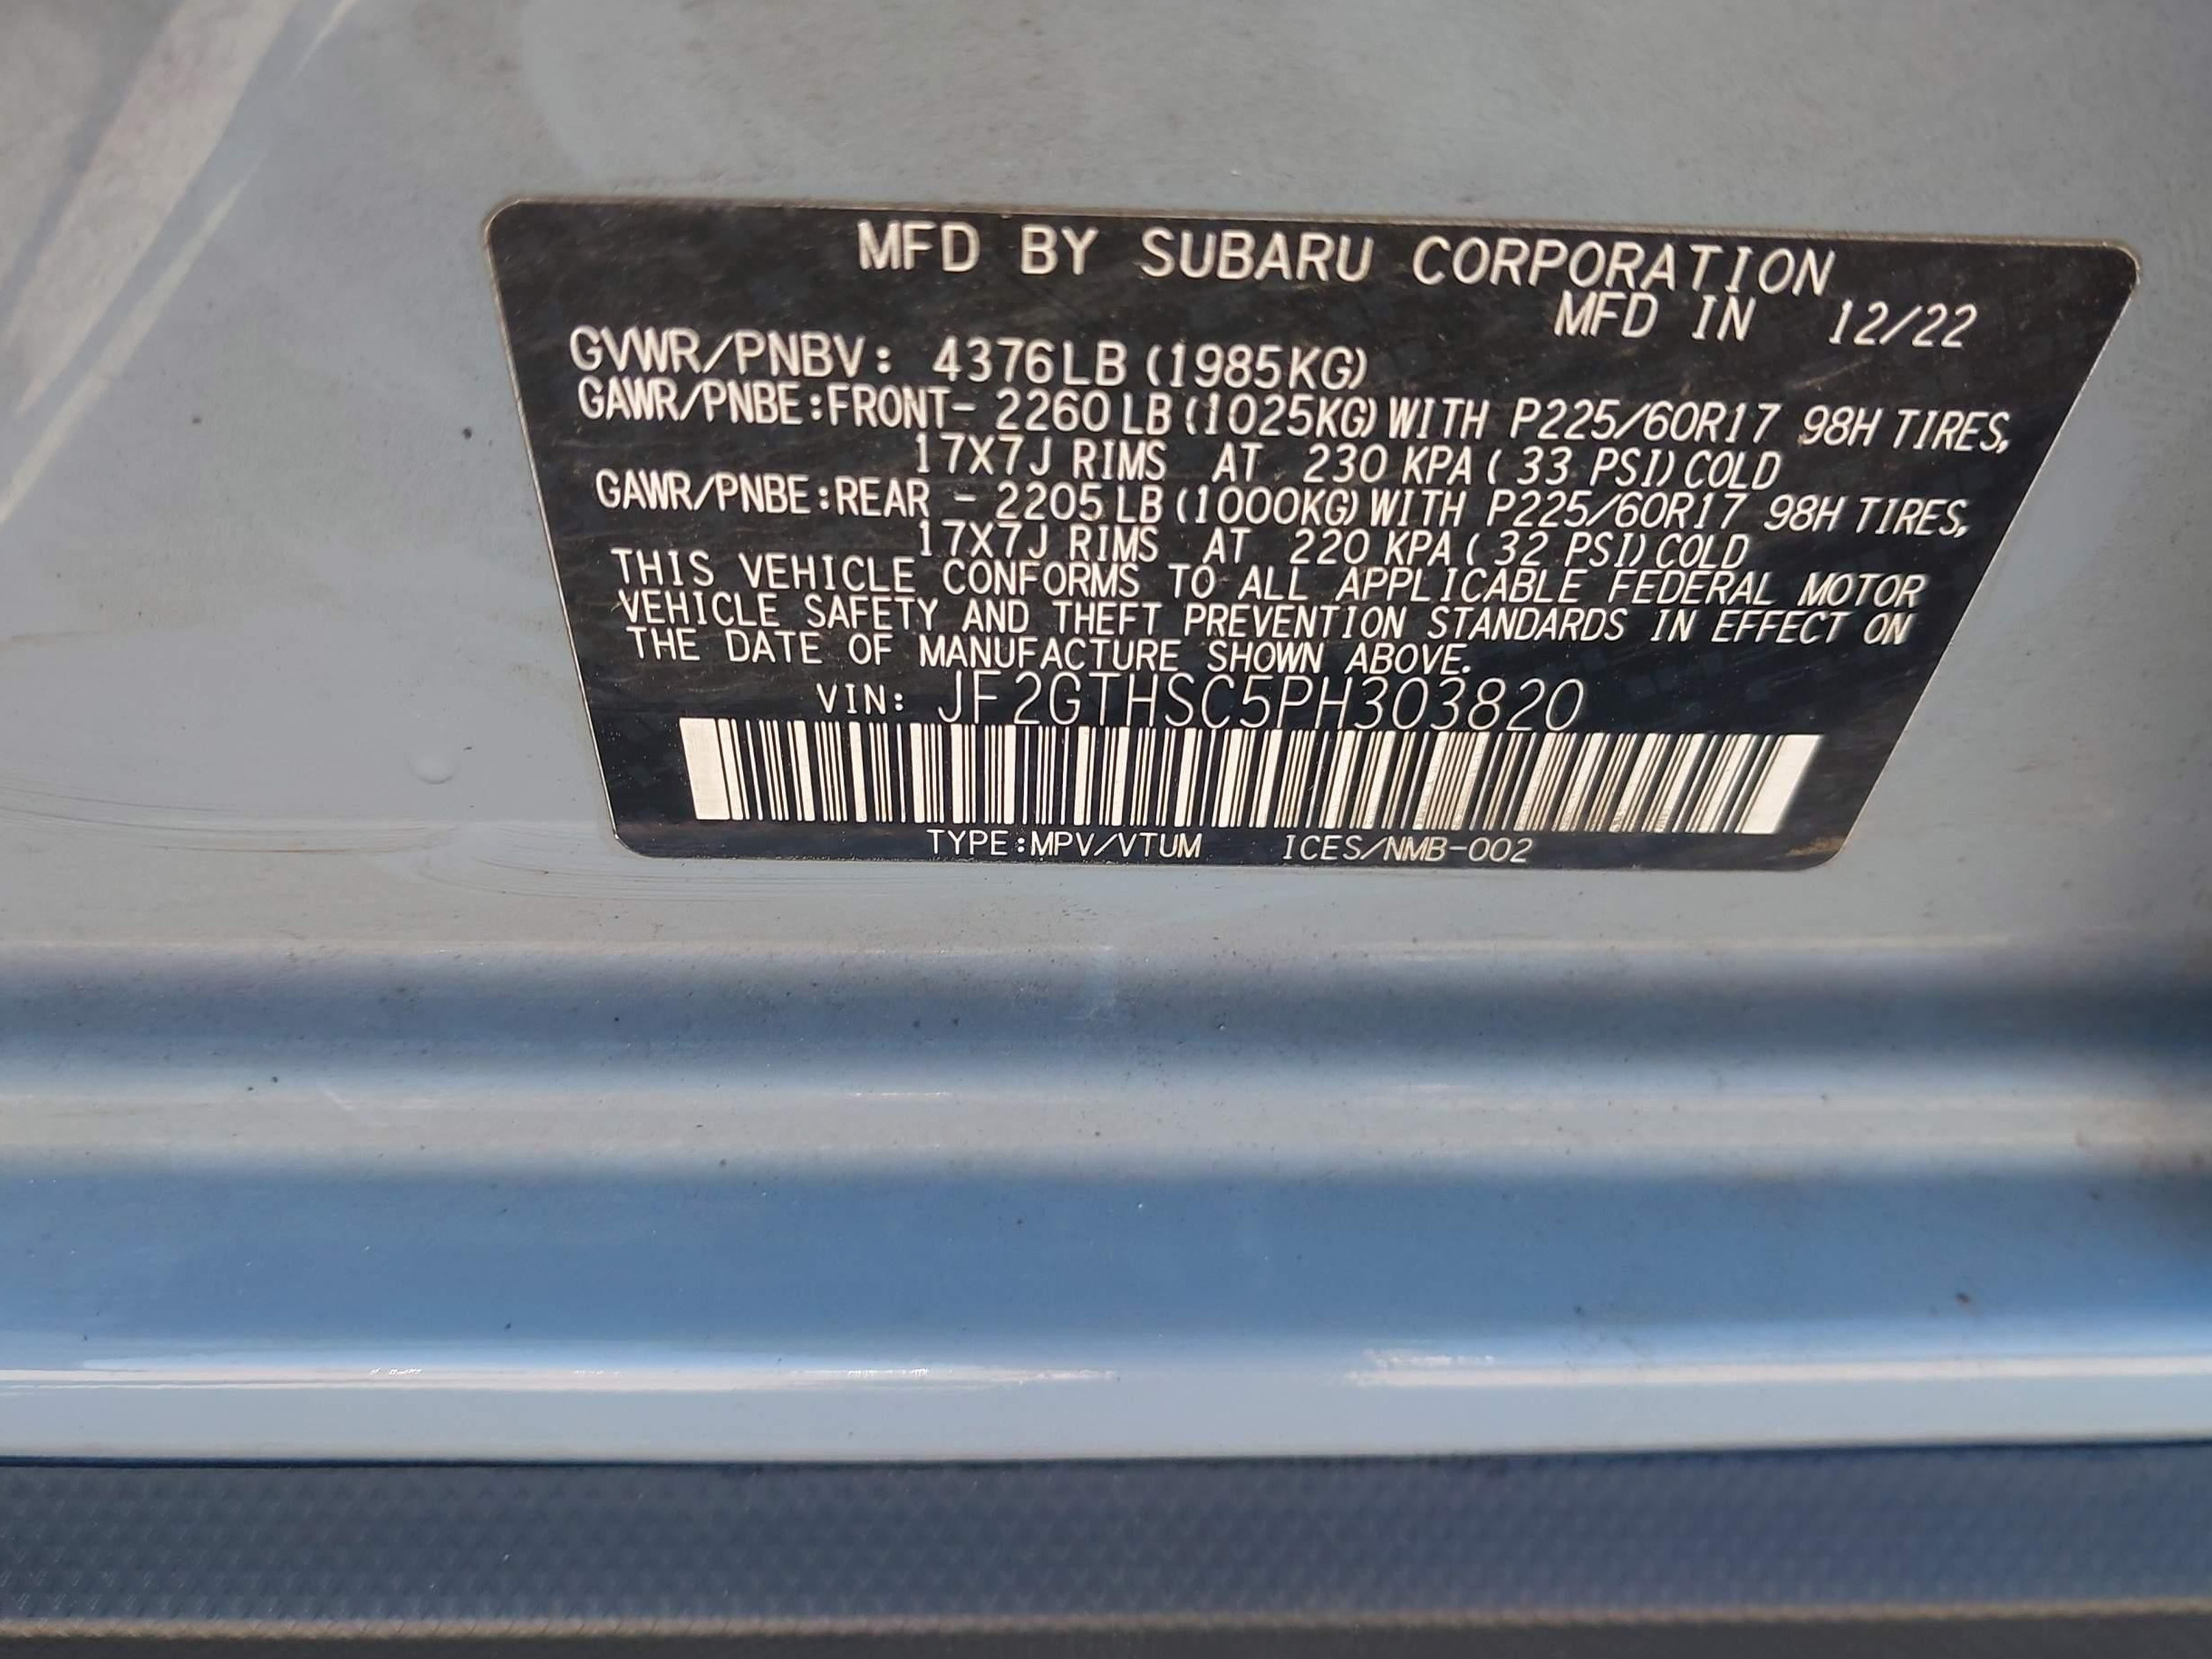 MFD BY SUBARU CORPORATION
MFD IN 12/22
GVWR/PNBV: 4376LB (1985KG)
GAWR/PNBE:FRONT- 2260LB (1025KG) WITH P225/60R17 98H TIRES,
17X7J RIMS AT 230 KPA ( 33 PSI) COLD
GAWR/PNBE:REAR - 2205LB (1000KG) WITH P225/60R17 98H TIRES,
17X7J RIMS AT 220 KPA ( 32 PSI) COLD
THIS VEHICLE CONFORMS TO ALL APPLICABLE FEDERAL MOTOR
VEHICLE SAFETY AND THEFT PREVENTION STANDARDS IN EFFECT ON
THE DATE OF MANUFACTURE SHOWN ABOVE.
VIN: JF2GTHSC5PH303820
TYPE:MPV/VTUM ICES/NMB-002